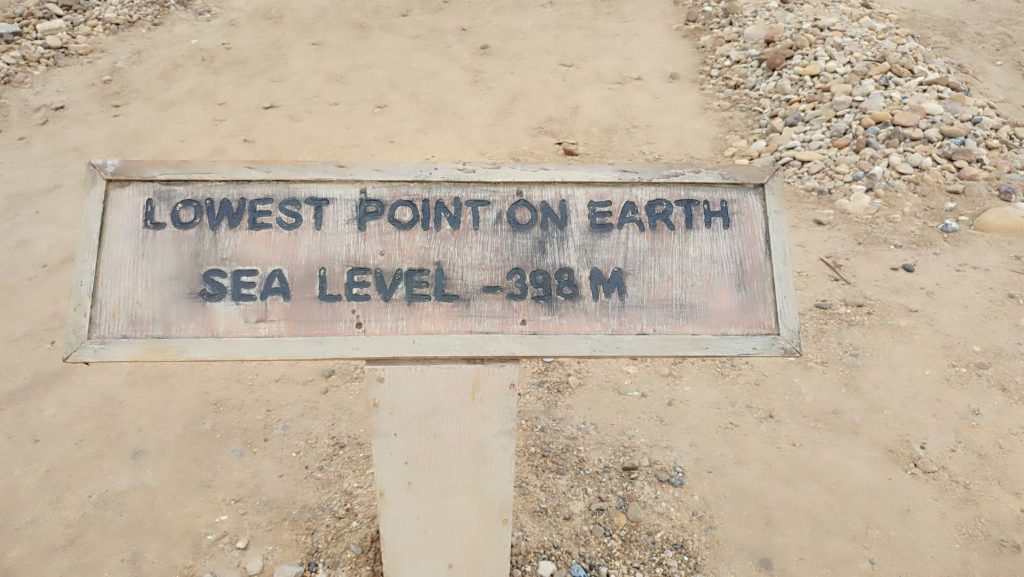 LOWEST POINT ON EARTH
SEA LEVEL -398 M